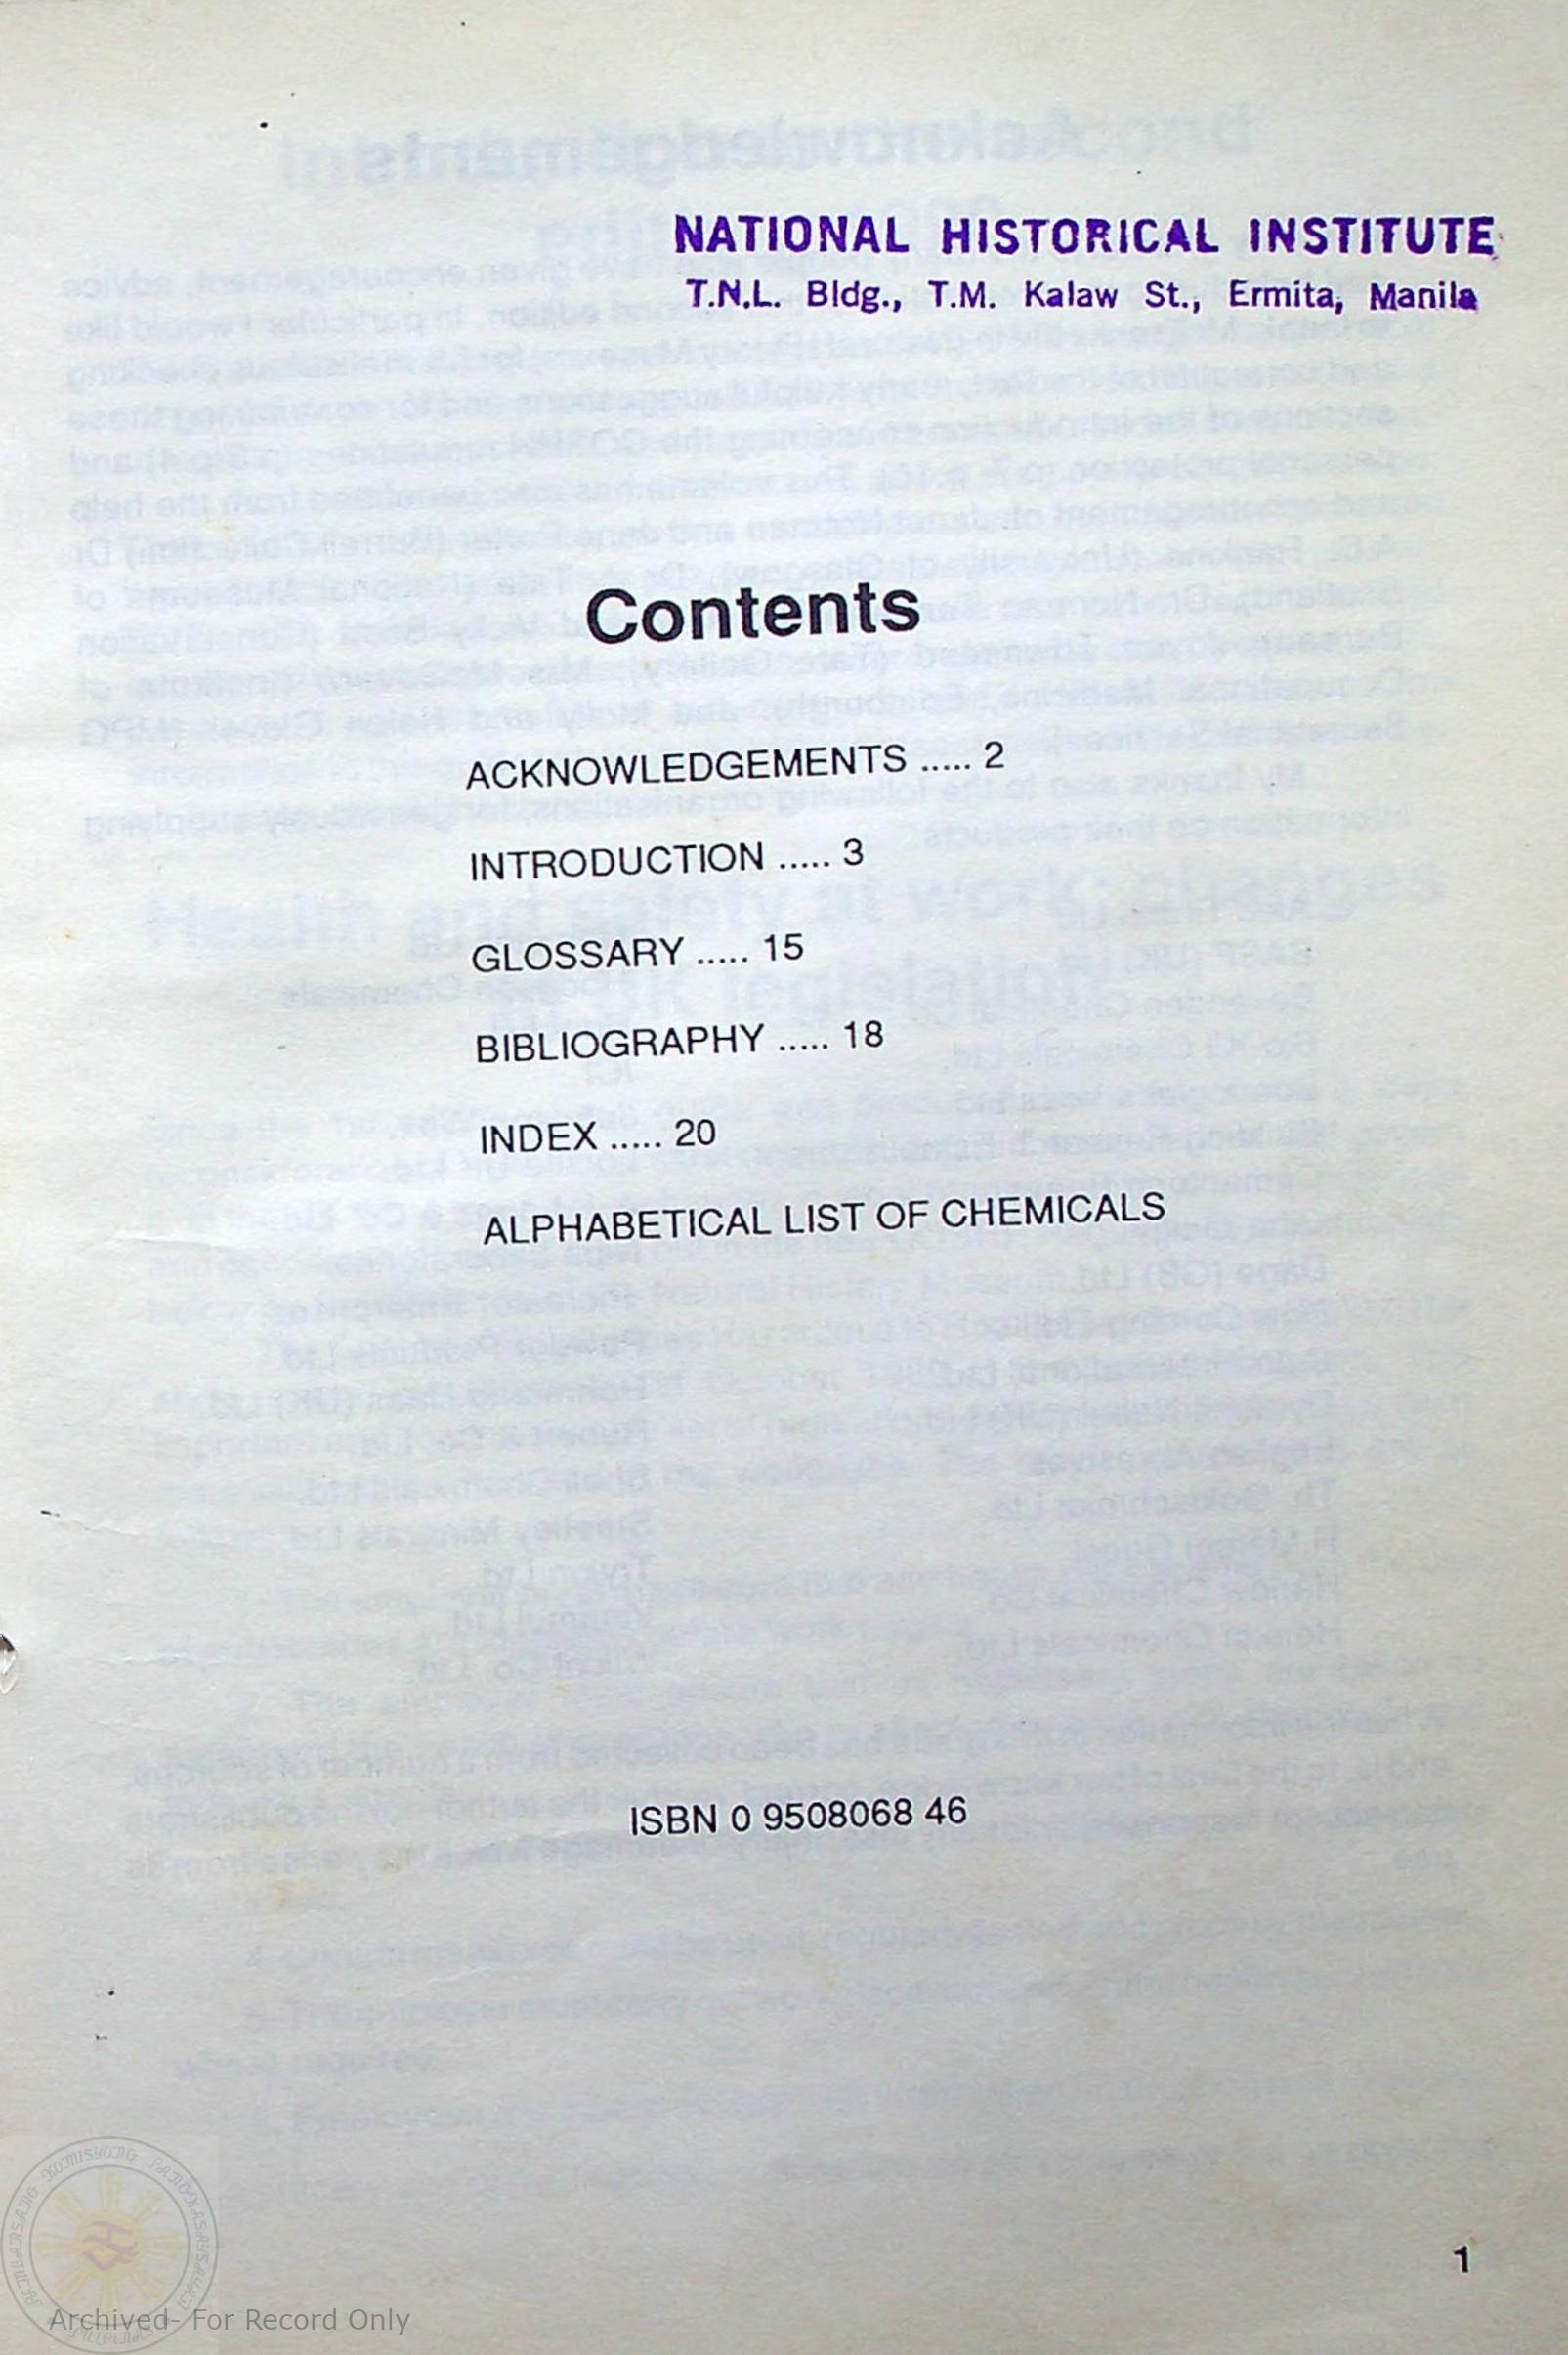 NATIONAL HISTORICAL INSTITUTE
T.N.L. Bldg., T.M. Kalaw St., Ermita, Manila
Contents
ACKNOWLEDGEMENTS ..... 2
INTRODUCTION ..... 3
GLOSSARY ..... 15
BIBLIOGRAPHY ..... 18
INDEX ..... 20
ALPHABETICAL LIST OF CHEMICALS
ISBN 0 9508068 46
1
Archived- For Record Only